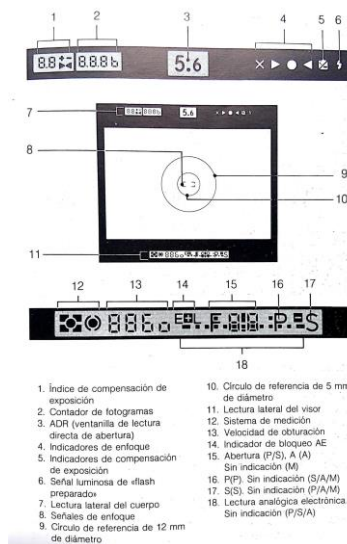 1
2
3
4
5
6
8.8
8.8.8b
5:6
7
5.6
8
9
10
11
12
13
14
15
16
17
18
1. Índice de compensación de
exposición
2. Contador de fotogramas
3. ADR (ventanilla de lectura
directa de abertura)
4. Indicadores de enfoque
5. Indicadores de compensación
de exposición
6. Señal luminosa de «flash
preparado»
7. Lectura lateral del cuerpo
8. Señales de enfoque
9. Círculo de referencia de 12 mm
de diámetro
10. Círculo de referencia de 5 mm
de diámetro
11. Lectura lateral del visor
12. Sistema de medición
13. Velocidad de obturación
14. Indicador de bloqueo AE
15. Abertura (P/S), A (A)
Sin indicación (M)
16. P(P). Sin indicación (S/A/M)
17. S(S). Sin indicación (P/A/M)
18. Lectura analógica electrónica.
Sin indicación (P/S/A)